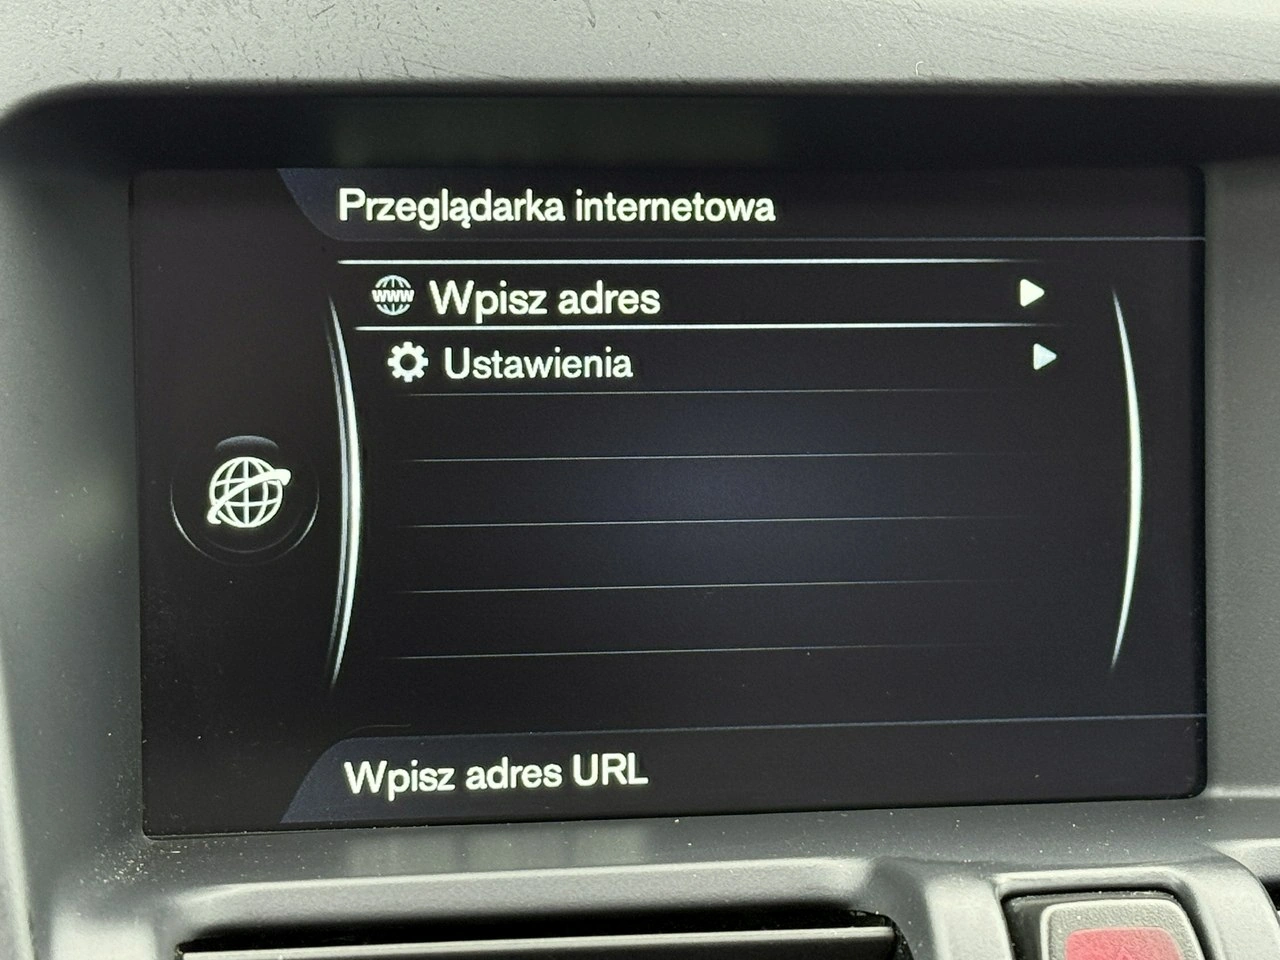 Przeglądarka internetowa
www Wpisz adres
Ustawienia
Wpisz adres URL